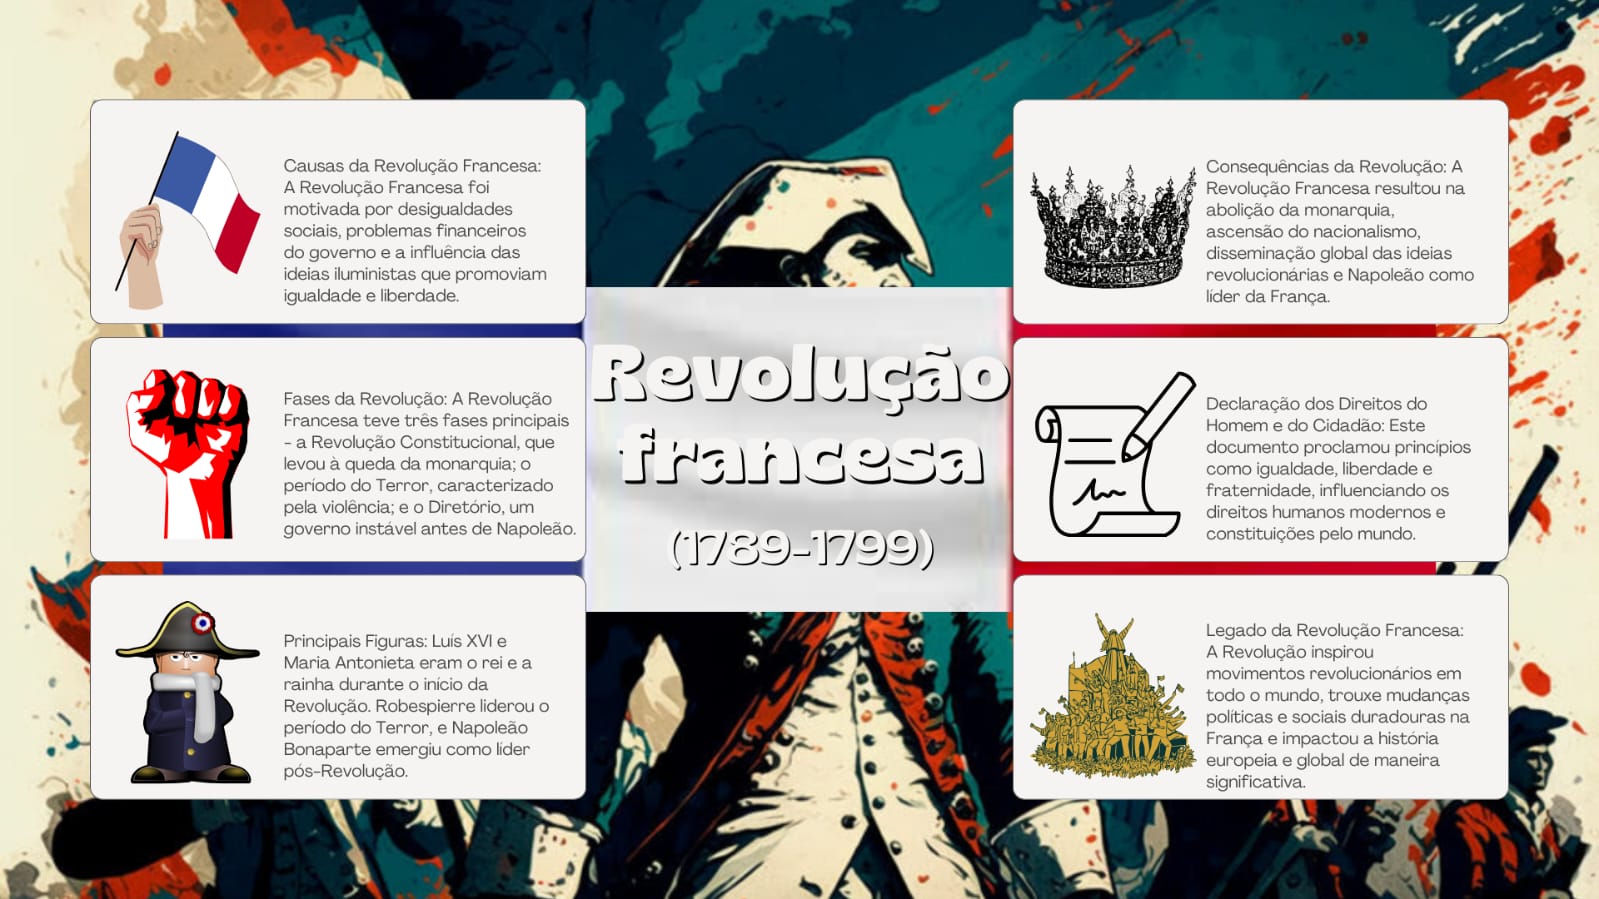 Causas da Revolução Francesa:
A Revolução Francesa foi
motivada por desigualdades
sociais, problemas financeiros
do governo e a influência das
ideias iluministas que promoviam
igualdade e liberdade.
Fases da Revolução: A Revolução
Francesa teve três fases principais
- a Revolução Constitucional, que
levou à queda da monarquia; o
período do Terror, caracterizado
pela violência; e o Diretório, um
governo instável antes de Napoleão.
Principais Figuras: Luís XVI e
Maria Antonieta eram o rei e a
rainha durante o início da
Revolução. Robespierre liderou o
período do Terror, e Napoleão
Bonaparte emergiu como líder
pós-Revolução.
Revolução
francesa
(1789-1799)
Consequências da Revolução: A
Revolução Francesa resultou na
abolição da monarquia,
ascensão do nacionalismo,
disseminação global das ideias
revolucionárias e Napoleão como
líder da França.
Declaração dos Direitos do
Homem e do Cidadão: Este
documento proclamou princípios
como igualdade, liberdade e
fraternidade, influenciando os
direitos humanos modernos e
constituições pelo mundo.
Legado da Revolução Francesa:
A Revolução inspirou
movimentos revolucionários em
todo o mundo, trouxe mudanças
políticas e sociais duradouras na
França e impactou a história
europeia e global de maneira
significativa.